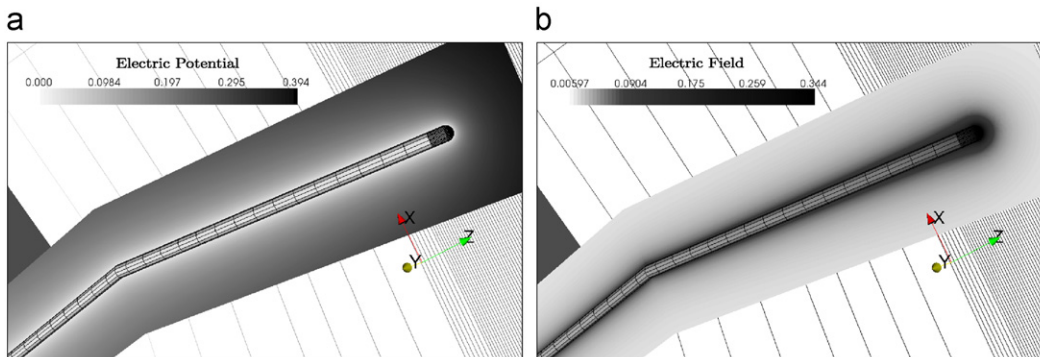 a
Electric Potential
0.000 0.0984 0.197 0.295 0.394
X
Z
Y
b
Electric Field
0.00597 0.0904 0.175 0.259 0.344
X
Z
Y